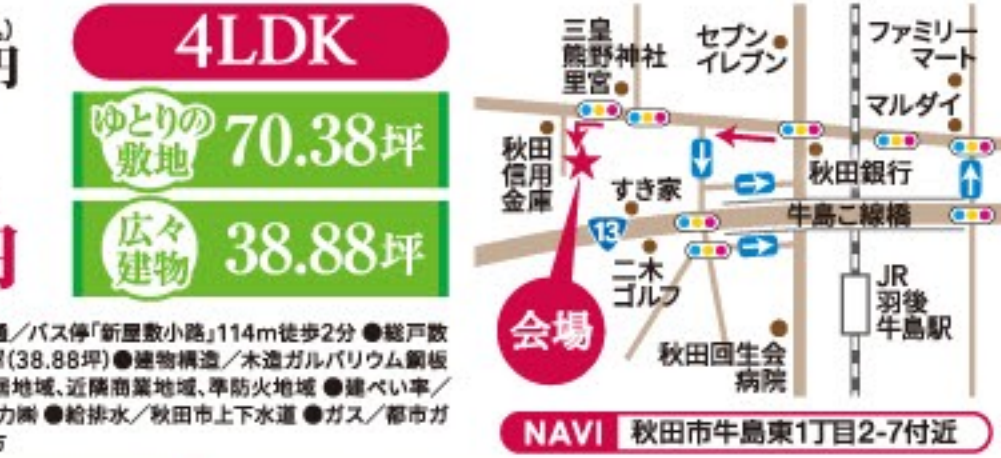 円
4LDK
ゆとりの
敷地
70.38坪
広々
建物
38.88坪
円
通/バス停「新屋敷小路」114m徒歩2分 ●総戸数
(38.88坪)●建物構造/木造ガルバリウム鋼板
居地域、近隣商業地域、準防火地域 ●建ぺい率/
力㈱ ●給排水/秋田市上下水道 ●ガス/都市ガ
三皇
熊野神社
里宮
セブン
イレブン
ファミリー
マート
マルダイ
秋田
信用
金庫
すき家
秋田銀行
牛島こ線橋
13
二木
ゴルフ
JR
羽後
牛島駅
会場
秋田回生会
病院
NAVI 秋田市牛島東1丁目2-7付近